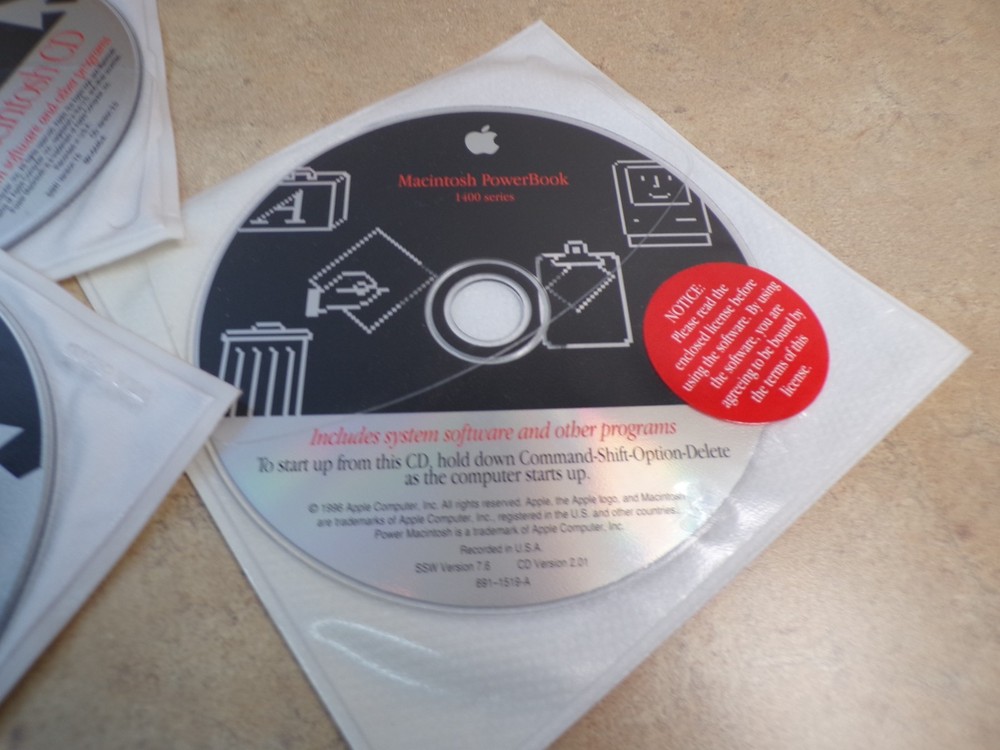 Macintosh PowerBook
1400 series
A
NOTICE:
Please read the
enclosed license before
using the software. By using
the software, you are
agreeing to be bound by
the terms of this
license.
Includes system software and other programs
To start up from this CD, hold down Command-Shift-Option-Delete
as the computer starts up.
© 1996 Apple Computer, Inc. All rights reserved. Apple, the Apple logo, and Macintosh
are trademarks of Apple Computer, Inc., registered in the U.S. and other countries.
Power Macintosh is a trademark of Apple Computer, Inc.
Recorded in U.S.A.
SSW Version 7.6 CD Version 2.01
691-1519-A
CD
software and other programs